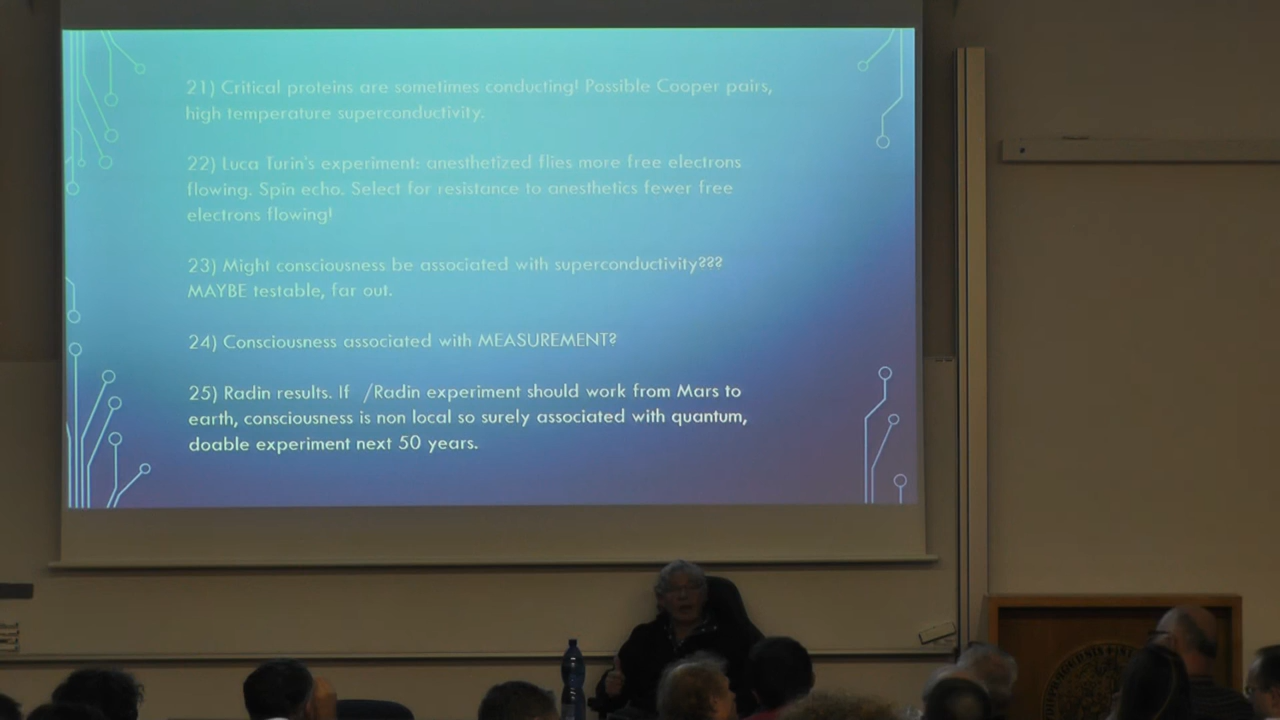 21) Critical proteins are sometimes conducting! Possible Cooper pairs,
high temperature superconductivity.
22) Luca Turin's experiment: anesthetized flies more free electrons
flowing. Spin echo. Select for resistance to anesthetics fewer free
electrons flowing!
23) Might consciousness be associated with superconductivity???
MAYBE testable, far out.
24) Consciousness associated with MEASUREMENT?
25) Radin results. If /Radin experiment should work from Mars to
earth, consciousness is non local so surely associated with quantum,
doable experiment next 50 years.